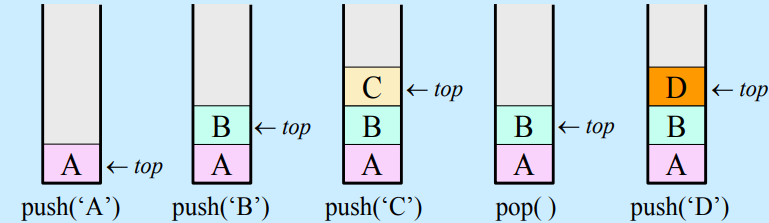 C ← top D ← top
B ← top B B ← top B
A ← top A A A A
push(‘A’) push(‘B’) push(‘C’) pop( ) push(‘D’)